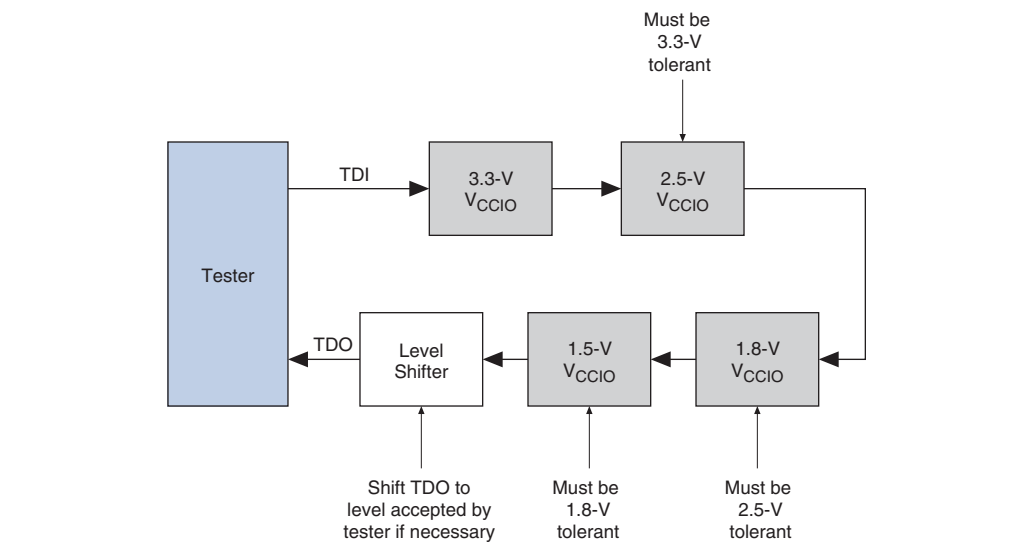 Must be
3.3-V
tolerant
TDI
3.3-V
VCCIO
2.5-V
VCCIO
Tester
TDO
Level
Shifter
1.5-V
VCCIO
1.8-V
VCCIO
Shift TDO to
level accepted by
tester if necessary
Must be
1.8-V
tolerant
Must be
2.5-V
tolerant